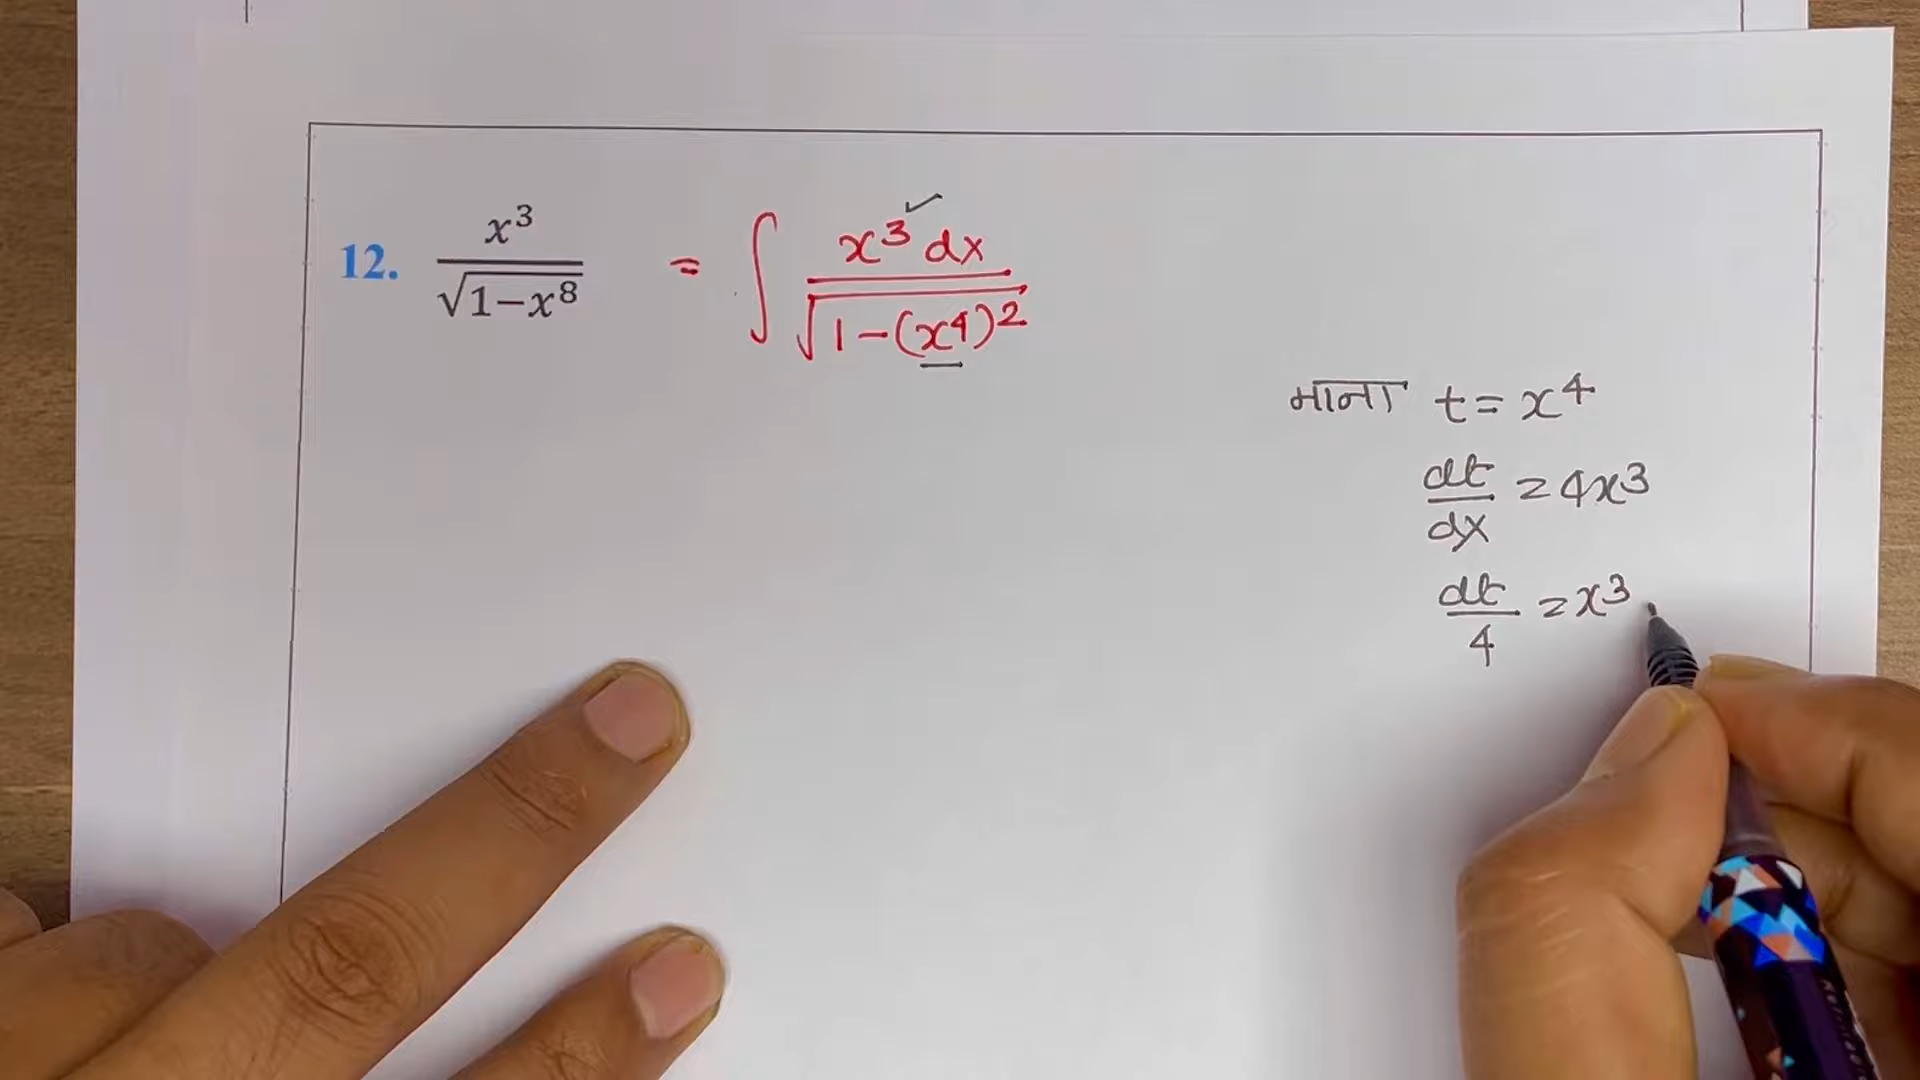 12. x³/√1−x⁸ = ∫ x³ dx/√1−(x⁴)²
माना t = x⁴
dt/dx = 4x³
dt/4 = x³